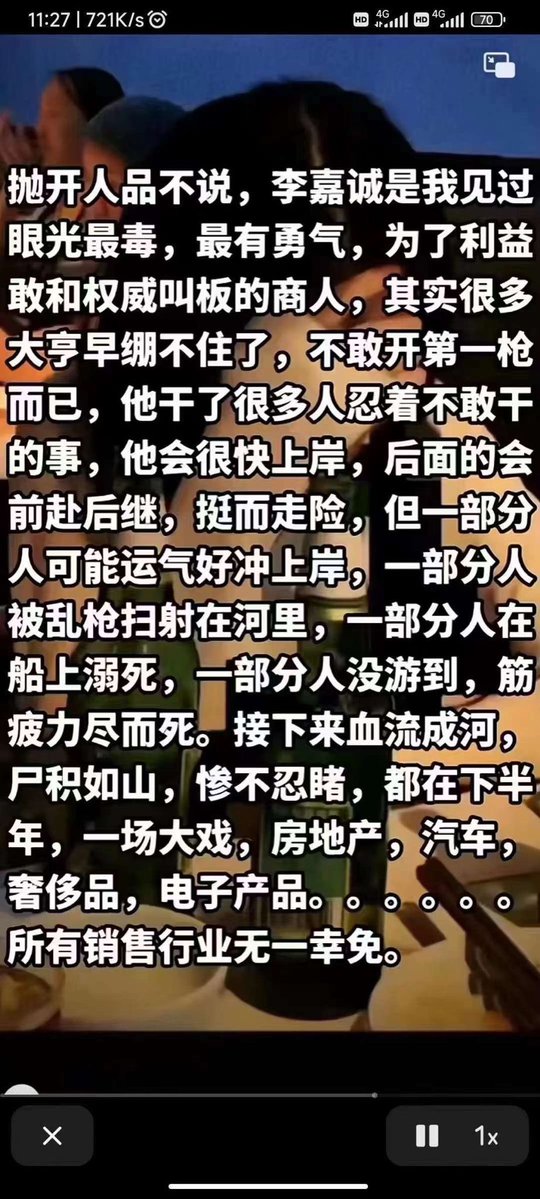 11:27 | 721K/s HD 4G HD 4G 70
抛开人品不说，李嘉诚是我见过
眼光最毒，最有勇气，为了利益
敢和权威叫板的商人，其实很多
大亨早绷不住了，不敢开第一枪
而已，他干了很多人忍着不敢干
的事，他会很快上岸，后面的会
前赴后继，挺而走险，但一部分
人可能运气好冲上岸，一部分人
被乱枪扫射在河里，一部分人在
船上溺死，一部分人没游到，筋
疲力尽而死。接下来血流成河，
尸积如山，惨不忍睹，都在下半
年，一场大戏，房地产，汽车，
奢侈品，电子产品。。。。。。
所有销售行业无一幸免。
1x